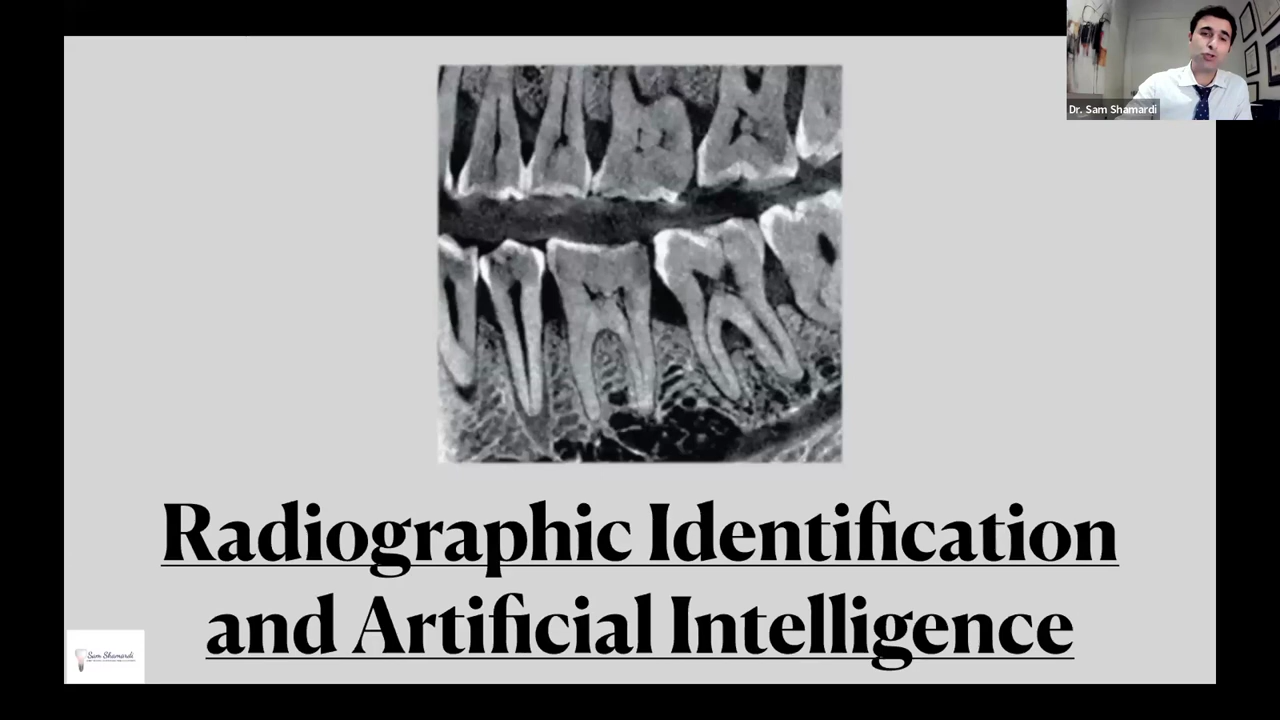 Dr. Sam Shamardi
Radiographic Identification
and Artificial Intelligence
Sam Shamardi